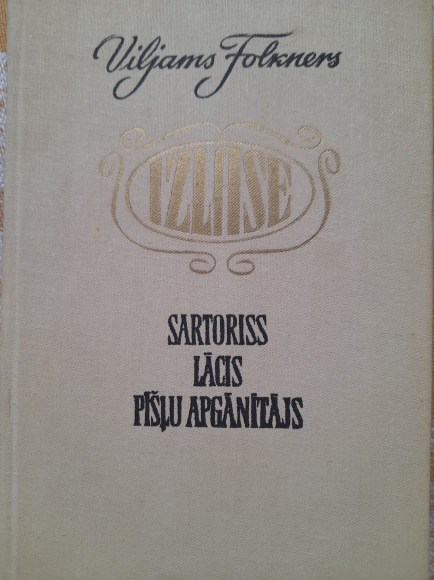 Viljams Folkners
IZLASE
SARTORISS
LĀCIS
PĪŠĻU APGĀNĪTĀJS